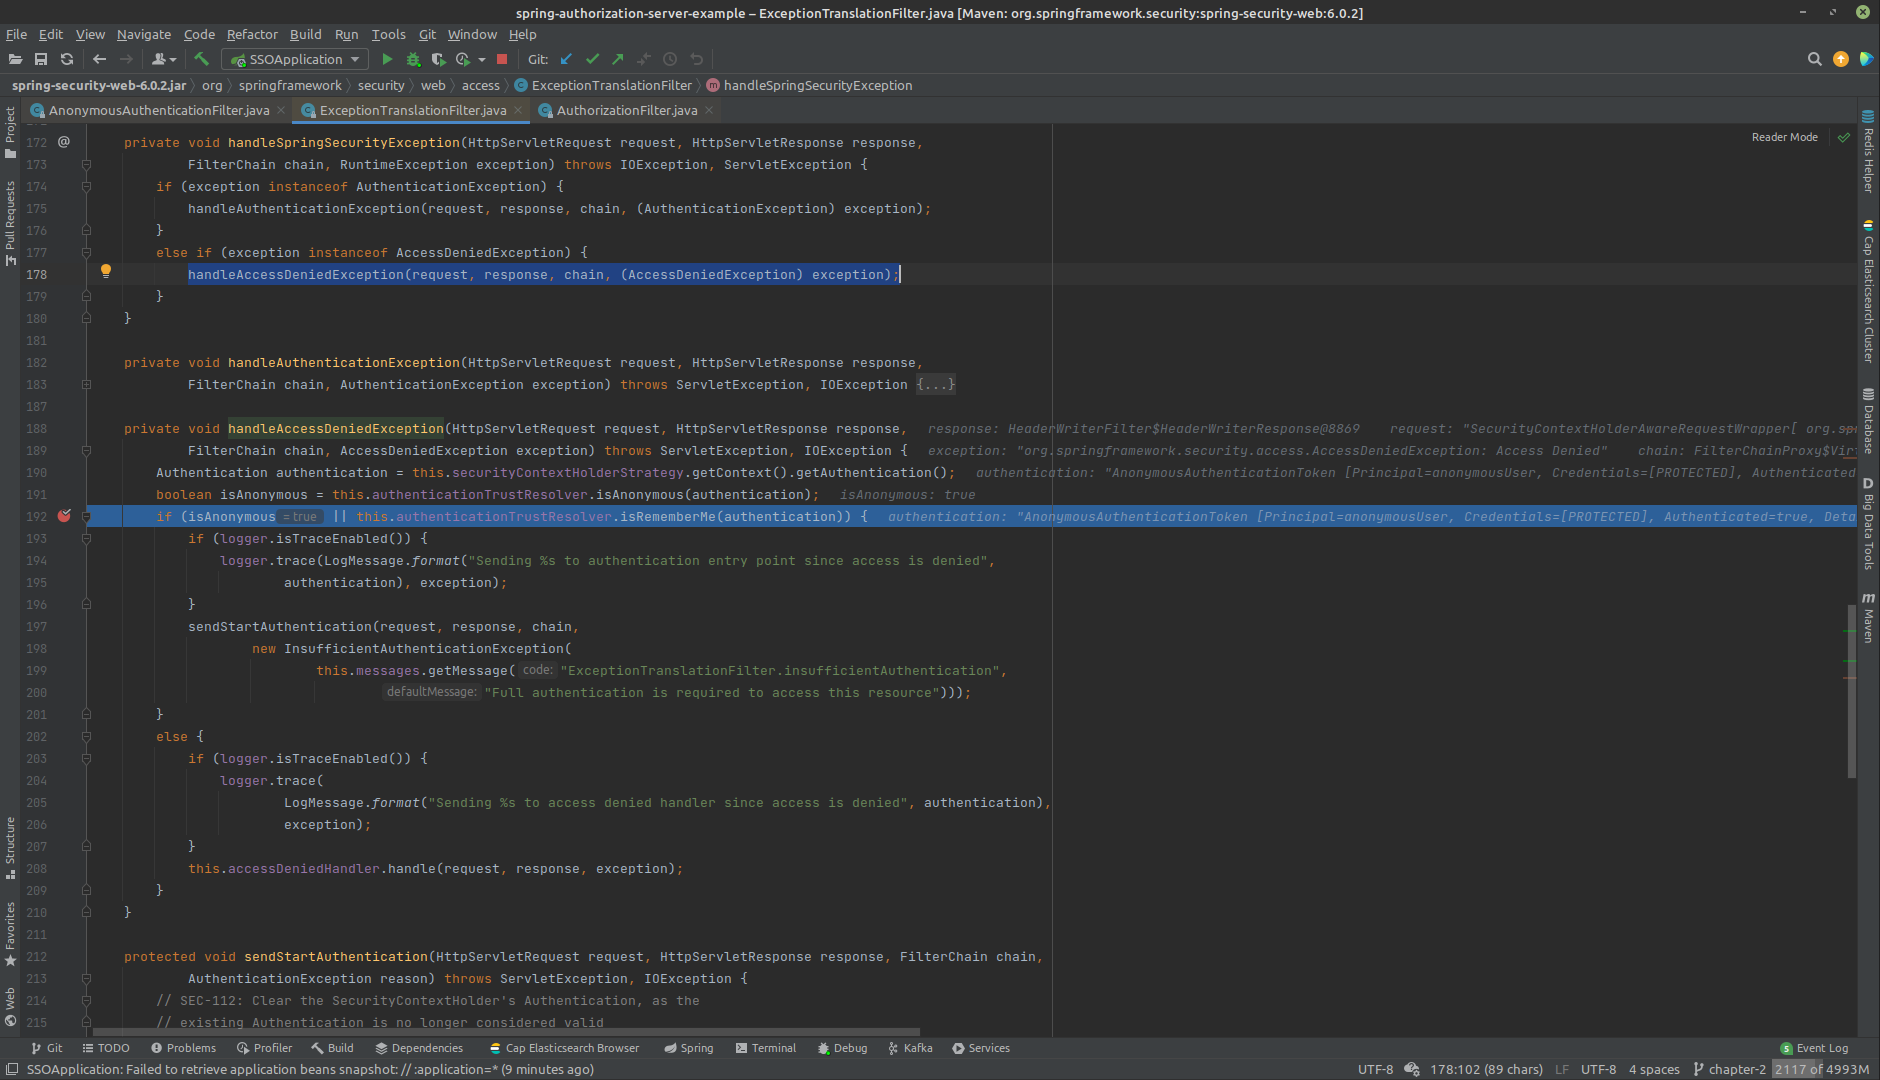 spring-authorization-server-example – ExceptionTranslationFilter.java [Maven: org.springframework.security:spring-security-web:6.0.2]
File Edit View Navigate Code Refactor Build Run Tools Git Window Help
SSOApplication Git:
spring-security-web-6.0.2.jar org springframework security web access ExceptionTranslationFilter handleSpringSecurityException
AnonymousAuthenticationFilter.java ExceptionTranslationFilter.java AuthorizationFilter.java
Reader Mode
172 @ private void handleSpringSecurityException(HttpServletRequest request, HttpServletResponse response,
173 FilterChain chain, RuntimeException exception) throws IOException, ServletException {
174 if (exception instanceof AuthenticationException) {
175 handleAuthenticationException(request, response, chain, (AuthenticationException) exception);
176 }
177 else if (exception instanceof AccessDeniedException) {
178 handleAccessDeniedException(request, response, chain, (AccessDeniedException) exception);
179 }
180 }
181
182 private void handleAuthenticationException(HttpServletRequest request, HttpServletResponse response,
183 FilterChain chain, AuthenticationException exception) throws ServletException, IOException {...}
187
188 private void handleAccessDeniedException(HttpServletRequest request, HttpServletResponse response, response: HeaderWriterFilter$HeaderWriterResponse@8869 request: "SecurityContextHolderAwareRequestWrapper[ org.s
189 FilterChain chain, AccessDeniedException exception) throws ServletException, IOException { exception: "org.springframework.security.access.AccessDeniedException: Access Denied" chain: FilterChainProxy$Vir
190 Authentication authentication = this.securityContextHolderStrategy.getContext().getAuthentication(); authentication: "AnonymousAuthenticationToken [Principal=anonymousUser, Credentials=[PROTECTED], Authenticated
191 boolean isAnonymous = this.authenticationTrustResolver.isAnonymous(authentication); isAnonymous: true
192 if (isAnonymous = true || this.authenticationTrustResolver.isRememberMe(authentication)) { authentication: "AnonymousAuthenticationToken [Principal=anonymousUser, Credentials=[PROTECTED], Authenticated=true, Deta
193 if (logger.isTraceEnabled()) {
194 logger.trace(LogMessage.format("Sending %s to authentication entry point since access is denied",
195 authentication), exception);
196 }
197 sendStartAuthentication(request, response, chain,
198 new InsufficientAuthenticationException(
199 this.messages.getMessage( code: "ExceptionTranslationFilter.insufficientAuthentication",
200 defaultMessage: "Full authentication is required to access this resource")));
201 }
202 else {
203 if (logger.isTraceEnabled()) {
204 logger.trace(
205 LogMessage.format("Sending %s to access denied handler since access is denied", authentication),
206 exception);
207 }
208 this.accessDeniedHandler.handle(request, response, exception);
209 }
210 }
211
212 protected void sendStartAuthentication(HttpServletRequest request, HttpServletResponse response, FilterChain chain,
213 AuthenticationException reason) throws ServletException, IOException {
214 // SEC-112: Clear the SecurityContextHolder's Authentication, as the
215 // existing Authentication is no longer considered valid
Project
Pull Requests
Structure
Favorites
Web
Redis Helper
Cap Elasticsearch Cluster
Database
D Big Data Tools
m Maven
Git TODO Problems Profiler Build Dependencies Cap Elasticsearch Browser Spring Terminal Debug Kafka Services 5 Event Log
SSOApplication: Failed to retrieve application beans snapshot: // :application=* (9 minutes ago) UTF-8 178:102 (89 chars) LF UTF-8 4 spaces chapter-2 2117 of 4993M